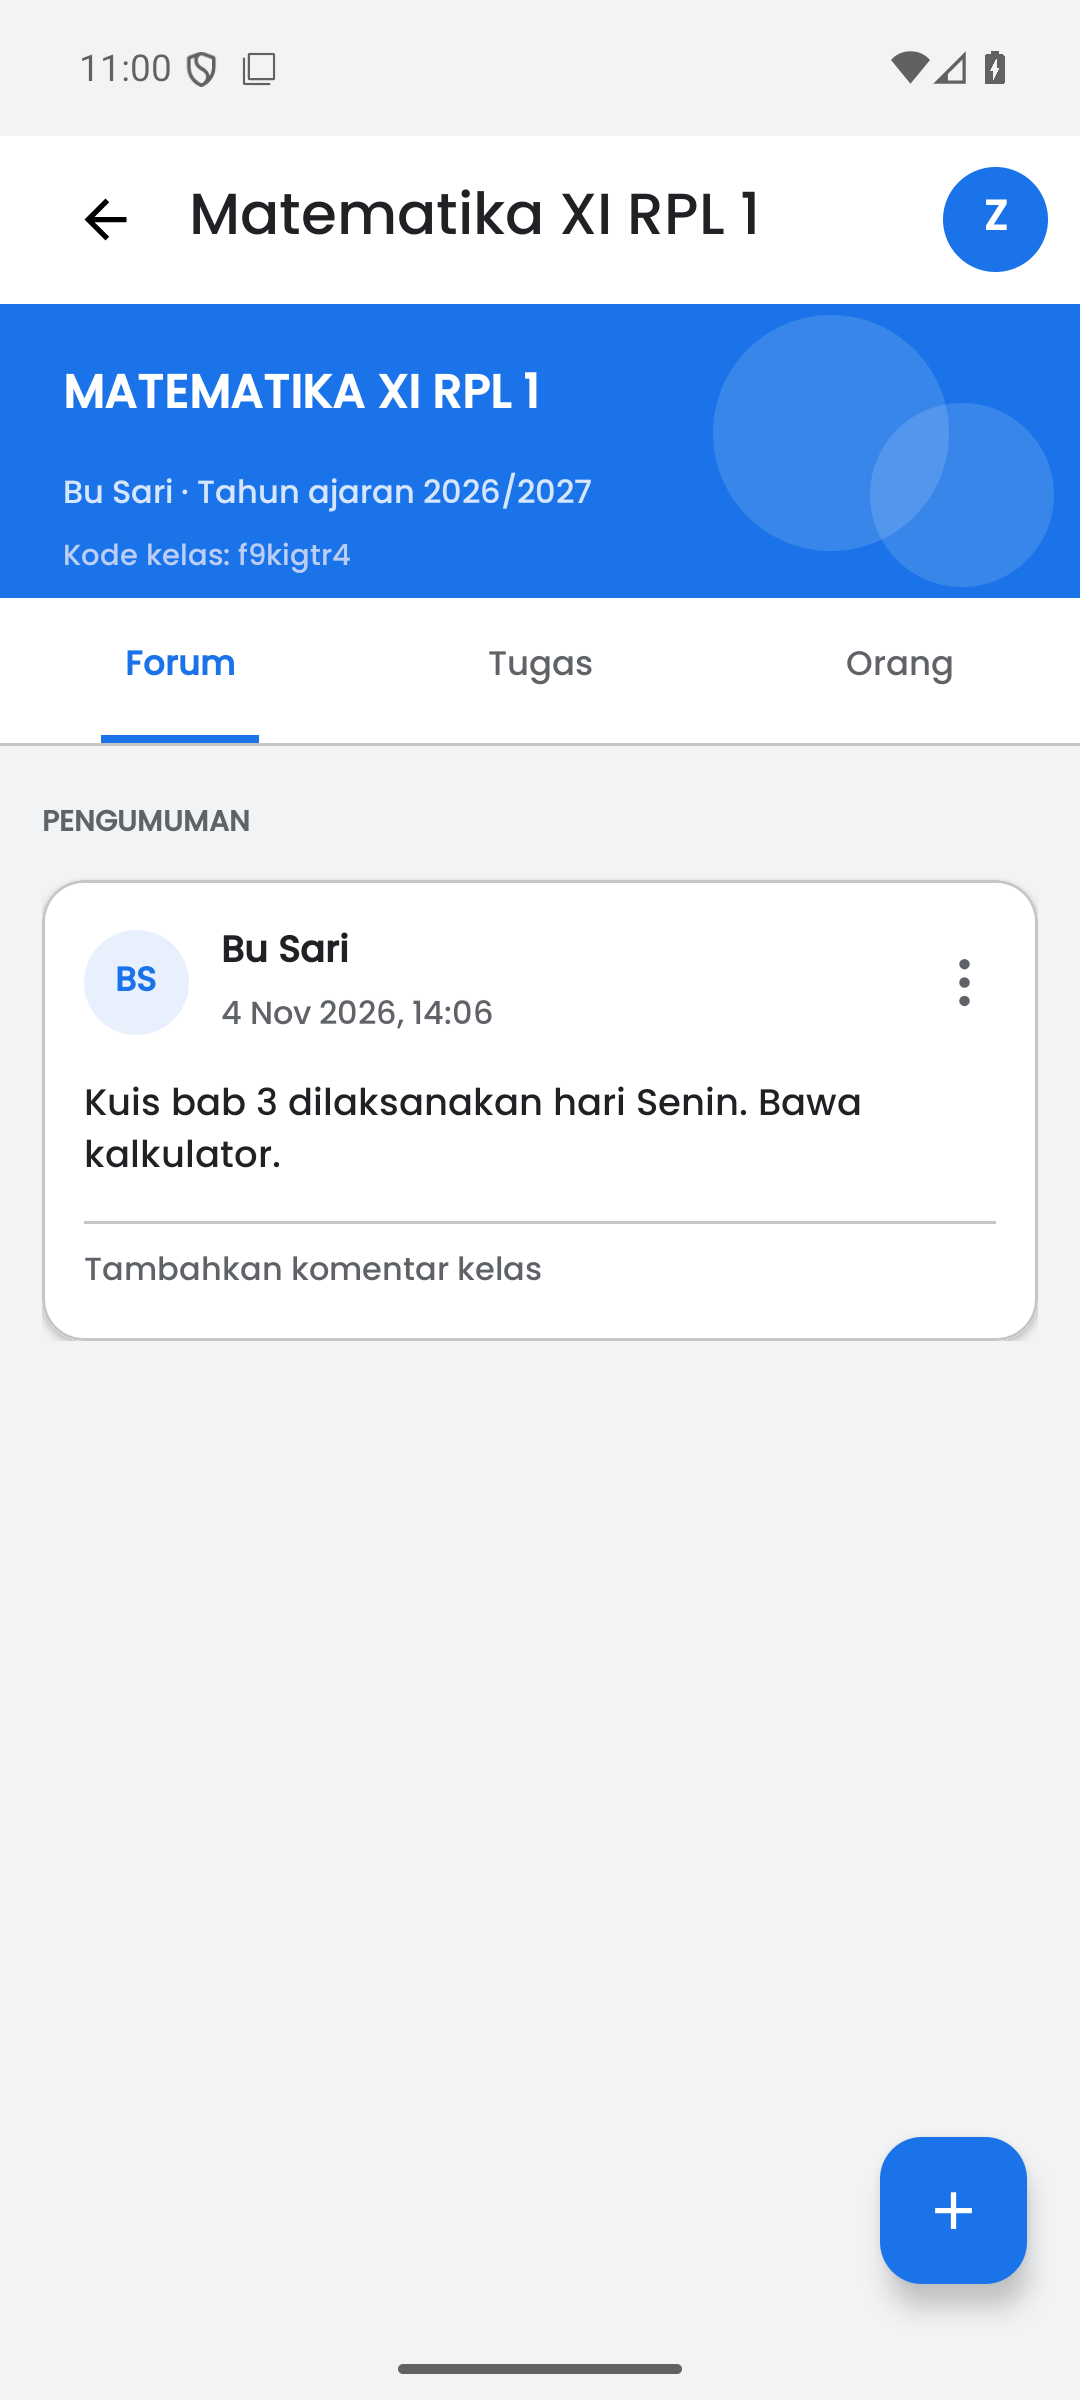 11:00
Matematika XI RPL 1
Z
MATEMATIKA XI RPL 1
Bu Sari · Tahun ajaran 2026/2027
Kode kelas: f9kigtr4
Forum
Tugas
Orang
PENGUMUMAN
BS
Bu Sari
4 Nov 2026, 14:06
Kuis bab 3 dilaksanakan hari Senin. Bawa
kalkulator.
Tambahkan komentar kelas